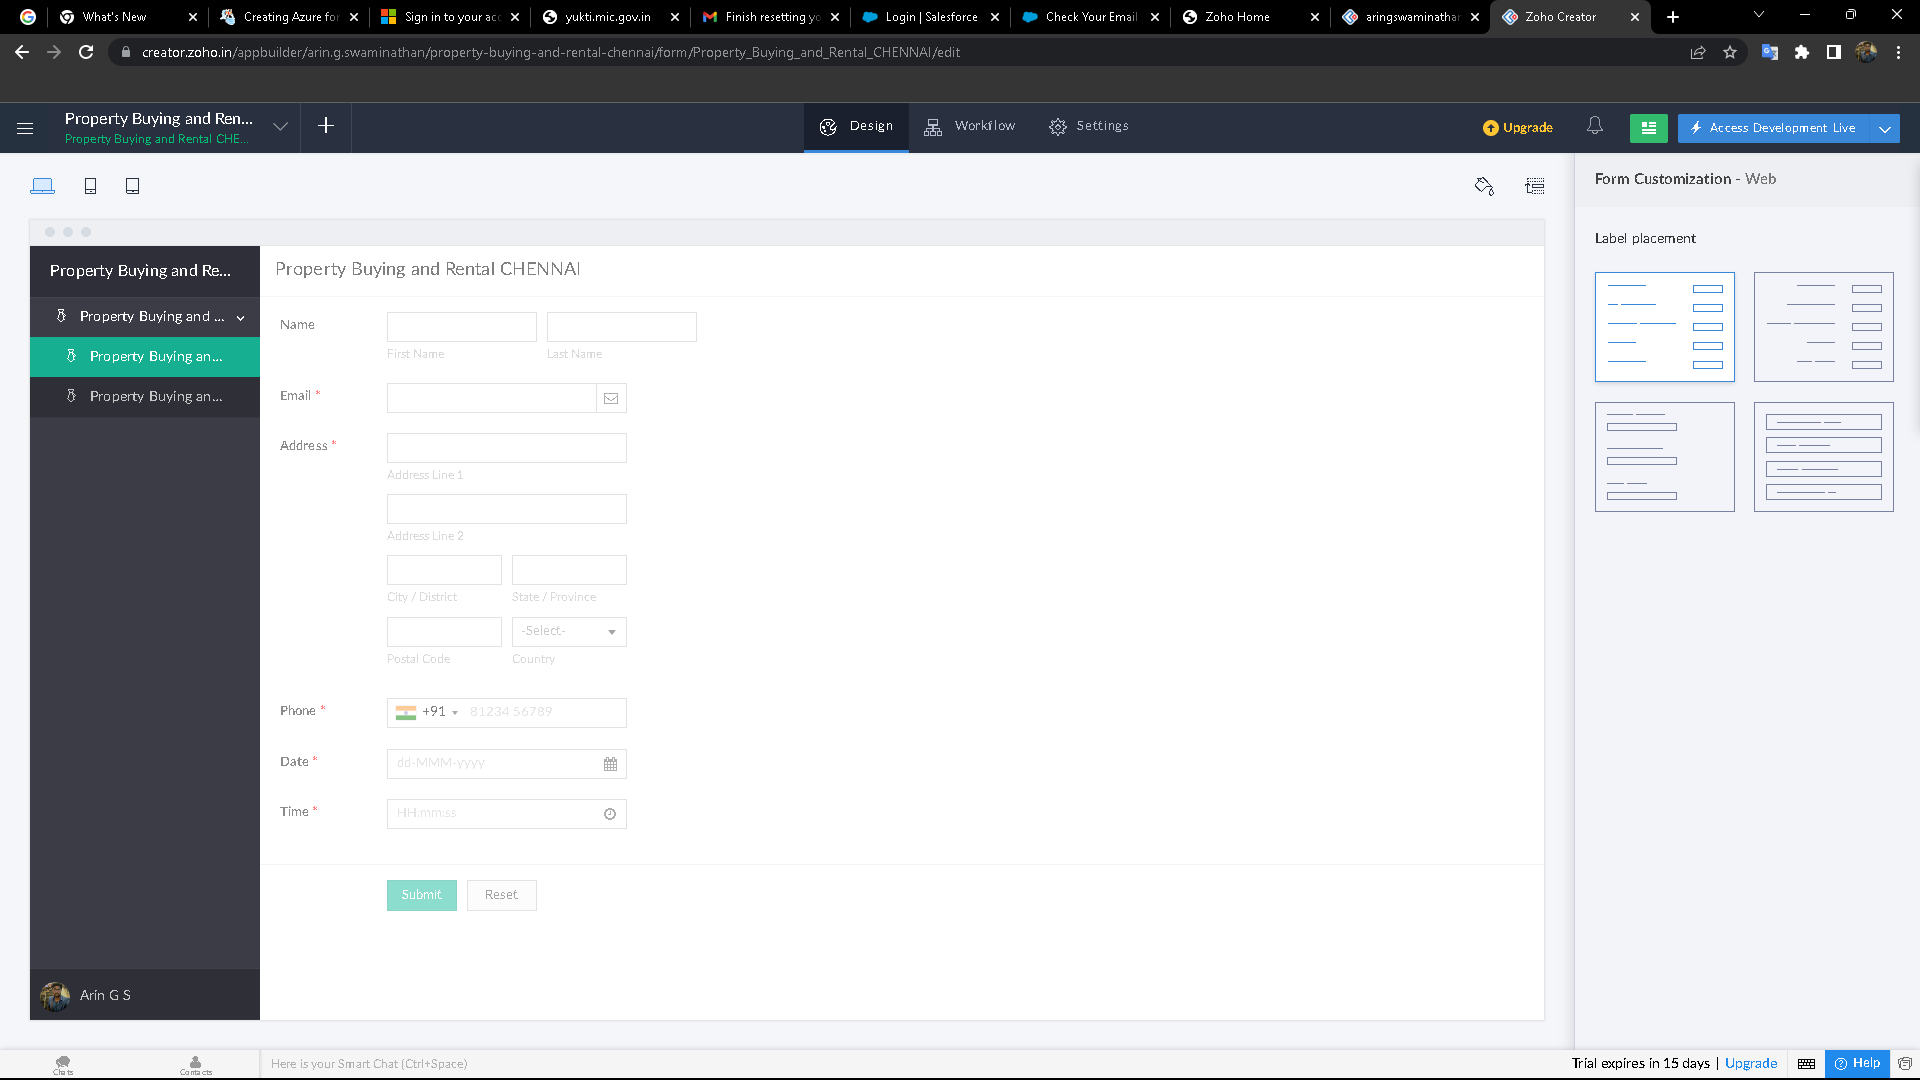 What's New
Creating Azure for
Sign in to your acc
yukti.mic.gov.in
Finish resetting yo
Login | Salesforce
Check Your Email
Zoho Home
aringswaminathan
Zoho Creator
creator.zoho.in/appbuilder/arin.g.swaminathan/property-buying-and-rental-chennai/form/Property_Buying_and_Rental_CHENNAI/edit
Property Buying and Ren...
Property Buying and Rental CHE...
Design
Workflow
Settings
Upgrade
Access Development Live
Form Customization - Web
Label placement
Property Buying and Re...
Property Buying and ...
Property Buying an...
Property Buying an...
Arin G S
Property Buying and Rental CHENNAI
Name
First Name
Last Name
Email *
Address *
Address Line 1
Address Line 2
City / District
State / Province
-Select-
Postal Code
Country
Phone *
+91
81234 56789
Date *
dd-MMM-yyyy
Time *
HH:mm:ss
Submit
Reset
Chats
Contacts
Here is your Smart Chat (Ctrl+Space)
Trial expires in 15 days | Upgrade
Help